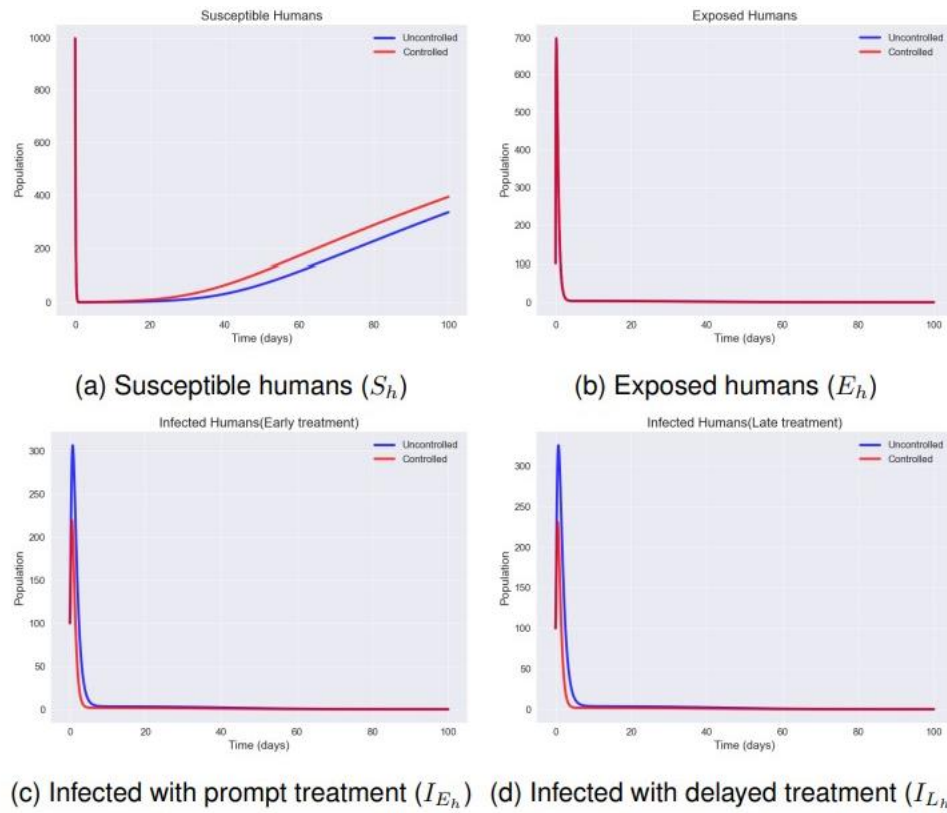 Susceptible Humans
Uncontrolled
Controlled
1000
800
600
400
200
0
Population
0 20 40 60 80 100
Time (days)
(a) Susceptible humans (S_h)
Exposed Humans
Uncontrolled
Controlled
700
600
500
400
300
200
100
0
Population
0 20 40 60 80 100
Time (days)
(b) Exposed humans (E_h)
Infected Humans(Early treatment)
Uncontrolled
Controlled
300
250
200
150
100
50
0
Population
0 20 40 60 80 100
Time (days)
(c) Infected with prompt treatment (I_{E_h})
Infected Humans(Late treatment)
Uncontrolled
Controlled
300
250
200
150
100
50
0
Population
0 20 40 60 80 100
Time (days)
(d) Infected with delayed treatment (I_{L_h}